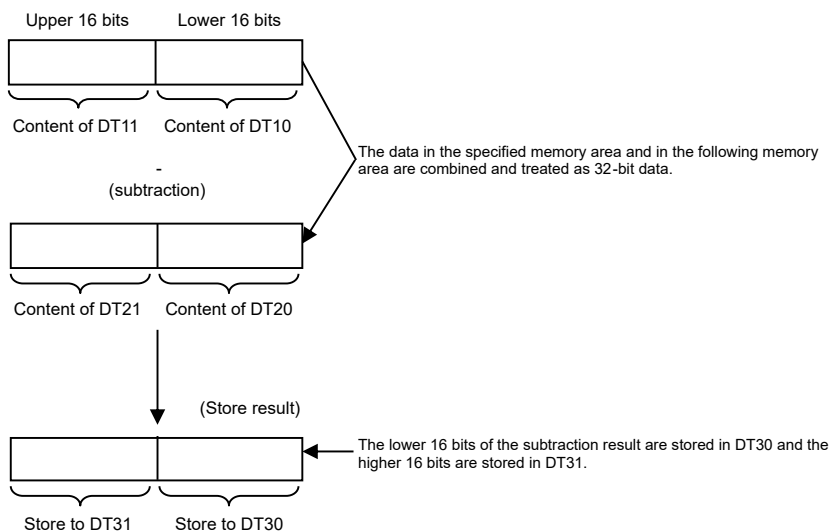 Upper 16 bits
Lower 16 bits
Content of DT11
Content of DT10
The data in the specified memory area and in the following memory
area are combined and treated as 32-bit data.
-
(subtraction)
Content of DT21
Content of DT20
(Store result)
The lower 16 bits of the subtraction result are stored in DT30 and the
higher 16 bits are stored in DT31.
Store to DT31
Store to DT30